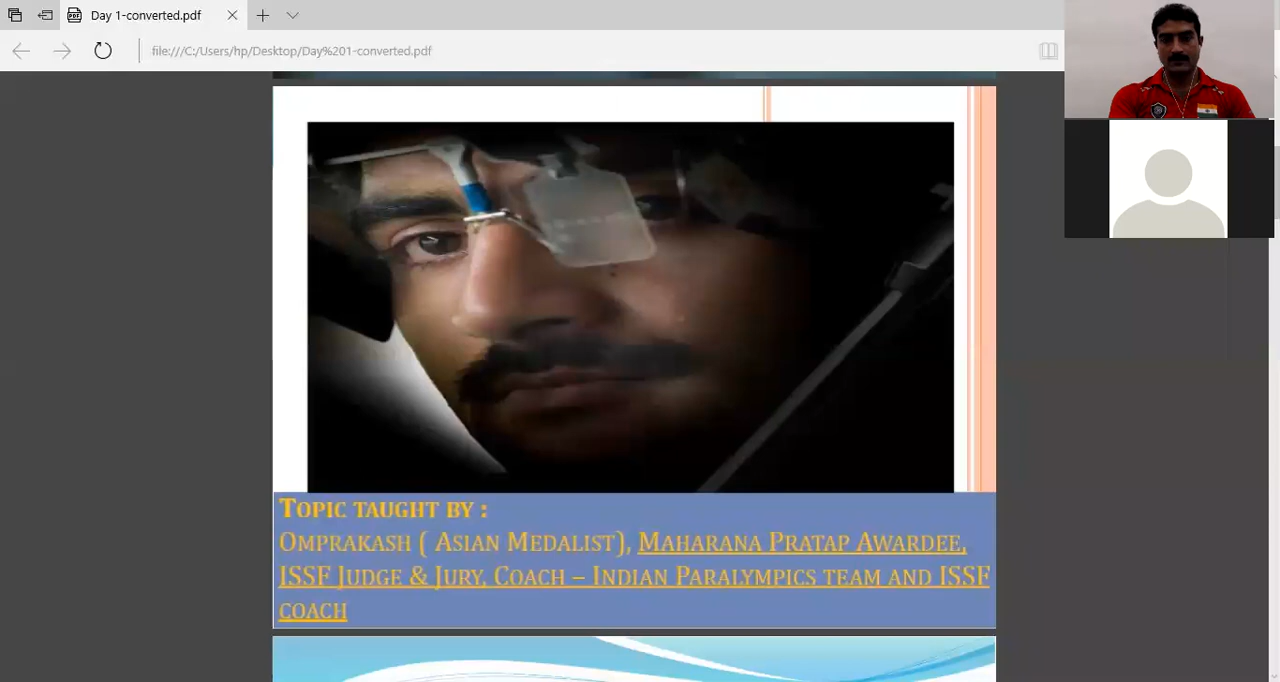 Day 1-converted.pdf
file:///C:/Users/hp/Desktop/Day%201-converted.pdf
TOPIC TAUGHT BY :
OMPRAKASH ( ASIAN MEDALIST), MAHARANA PRATAP AWARDEE,
ISSF JUDGE & JURY, COACH – INDIAN PARALYMPICS TEAM AND ISSF
COACH